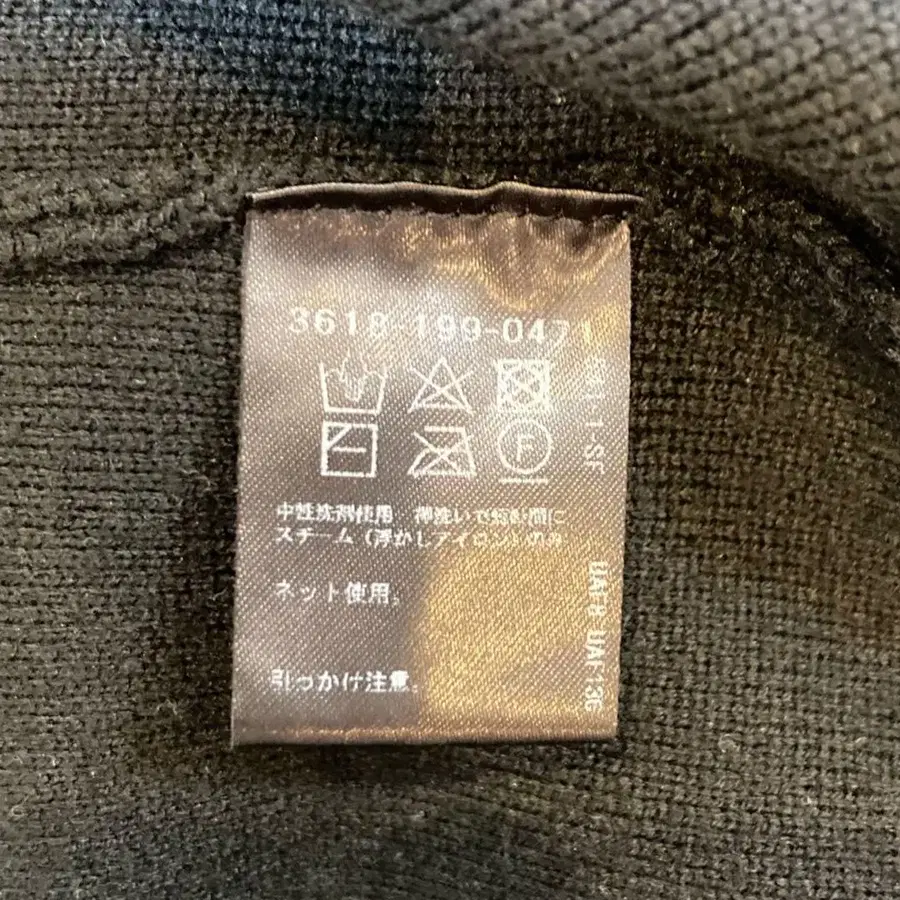 3618-199-0471
F
中性洗剤使用 押洗いで短時間に
スチーム(浮かしアイロン)のみ
ネット使用。
引っかけ注意。